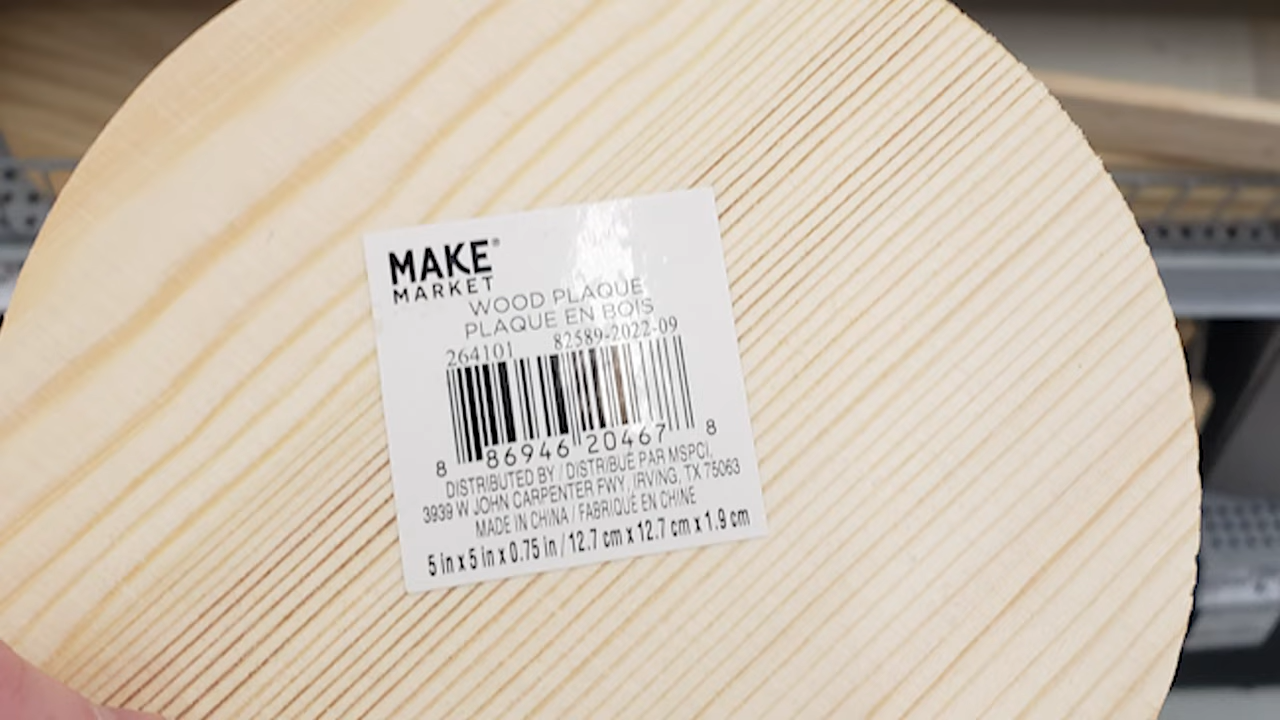 MAKE®
MARKET
WOOD PLAQUE
PLAQUE EN BOIS
264101 82589-2022-09
8 86946 20467 8
DISTRIBUTED BY / DISTRIBUÉ PAR MSPCI,
3939 W JOHN CARPENTER FWY, IRVING, TX 75063
MADE IN CHINA / FABRIQUÉ EN CHINE
5 in x 5 in x 0.75 in / 12.7 cm x 12.7 cm x 1.9 cm